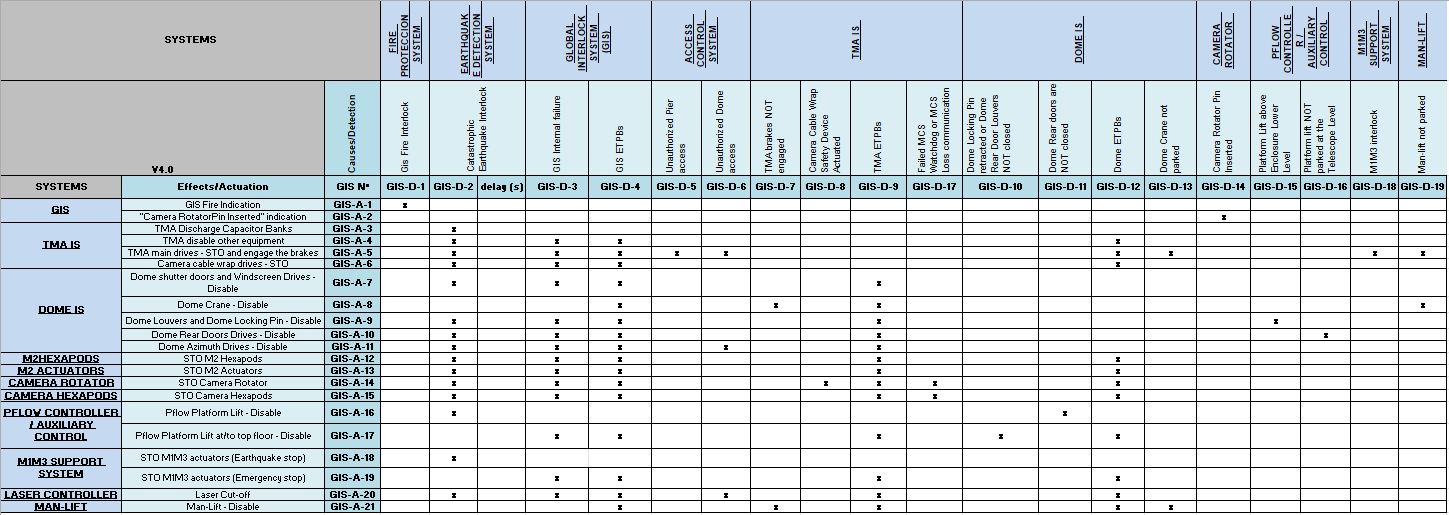 SYSTEMS
FIRE PROTECCION SYSTEM
EARTHQUAK E DETECTION SYSTEM
GLOBAL INTERLOCK SYSTEM (GIS)
ACCESS CONTROL SYSTEM
TMA IS
DOME IS
CAMERA ROTATOR
PFLOW CONTROLLE R / AUXILIARY CONTROL
M1M3 SUPPORT SYSTEM
MAN-LIFT
V4.0
Causes/Detection
Gis Fire Interlock
Catastrophic Earthquake Interlock
GIS Internal failure
GIS ETPBs
Unauthorized Pier access
Unauthorized Dome access
TMA brakes NOT engaged
Camera Cable Wrap Safety Device Actuated
TMA ETPBs
Failed MCS Watchdog or MCS Loss communication
Dome Locking Pin retracted or Dome Rear Door Louvers NOT closed
Dome Rear doors are NOT closed
Dome ETPBs
Dome Crane not parked
Camera Rotator Pin Inserted
Platform Lift above Enclosure Lower Level
Platform lift NOT parked at the Telescope Level
M1M3 interlock
Man-lift not parked
SYSTEMS Effects/Actuation GIS Nº GIS-D-1 GIS-D-2 delay (s) GIS-D-3 GIS-D-4 GIS-D-5 GIS-D-6 GIS-D-7 GIS-D-8 GIS-D-9 GIS-D-17 GIS-D-10 GIS-D-11 GIS-D-12 GIS-D-13 GIS-D-14 GIS-D-15 GIS-D-16 GIS-D-18 GIS-D-19
GIS
GIS Fire Indication GIS-A-1 x
"Camera RotatorPin Inserted" indication GIS-A-2 x
TMA IS
TMA Discharge Capacitor Banks GIS-A-3 x
TMA disable other equipment GIS-A-4 x x x x
TMA main drives - STO and engage the brakes GIS-A-5 x x x x x x x x x
Camera cable wrap drives - STO GIS-A-6 x x x x
DOME IS
Dome shutter doors and Windscreen Drives - Disable GIS-A-7 x x x x
Dome Crane - Disable GIS-A-8 x x x
Dome Louvers and Dome Locking Pin - Disable GIS-A-9 x x x x x
Dome Rear Doors Drives - Disable GIS-A-10 x x x x x
Dome Azimuth Drives - Disable GIS-A-11 x x x x x
M2HEXAPODS STO M2 Hexapods GIS-A-12 x x x x x
M2 ACTUATORS STO M2 Actuators GIS-A-13 x x x x x
CAMERA ROTATOR STO Camera Rotator GIS-A-14 x x x x x x x
CAMERA HEXAPODS STO Camera Hexapods GIS-A-15 x x x x x x
PFLOW CONTROLLER / AUXILIARY CONTROL
Pflow Platform Lift - Disable GIS-A-16 x x
Pflow Platform Lift at/to top floor - Disable GIS-A-17 x x x x x
M1M3 SUPPORT SYSTEM
STO M1M3 actuators (Earthquake stop) GIS-A-18 x
STO M1M3 actuators (Emergency stop) GIS-A-19 x x x x
LASER CONTROLLER Laser Cut-off GIS-A-20 x x x x x x
MAN-LIFT Man-Lift - Disable GIS-A-21 x x x x x